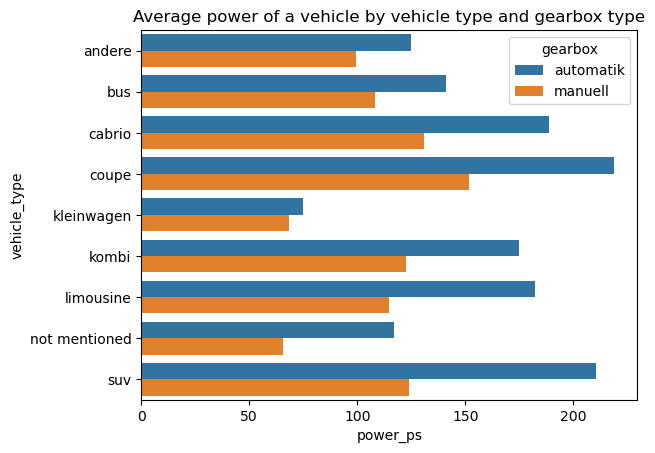 Average power of a vehicle by vehicle type and gearbox type
gearbox
automatik
manuell
vehicle_type
andere
bus
cabrio
coupe
kleinwagen
kombi
limousine
not mentioned
suv
0 50 100 150 200
power_ps